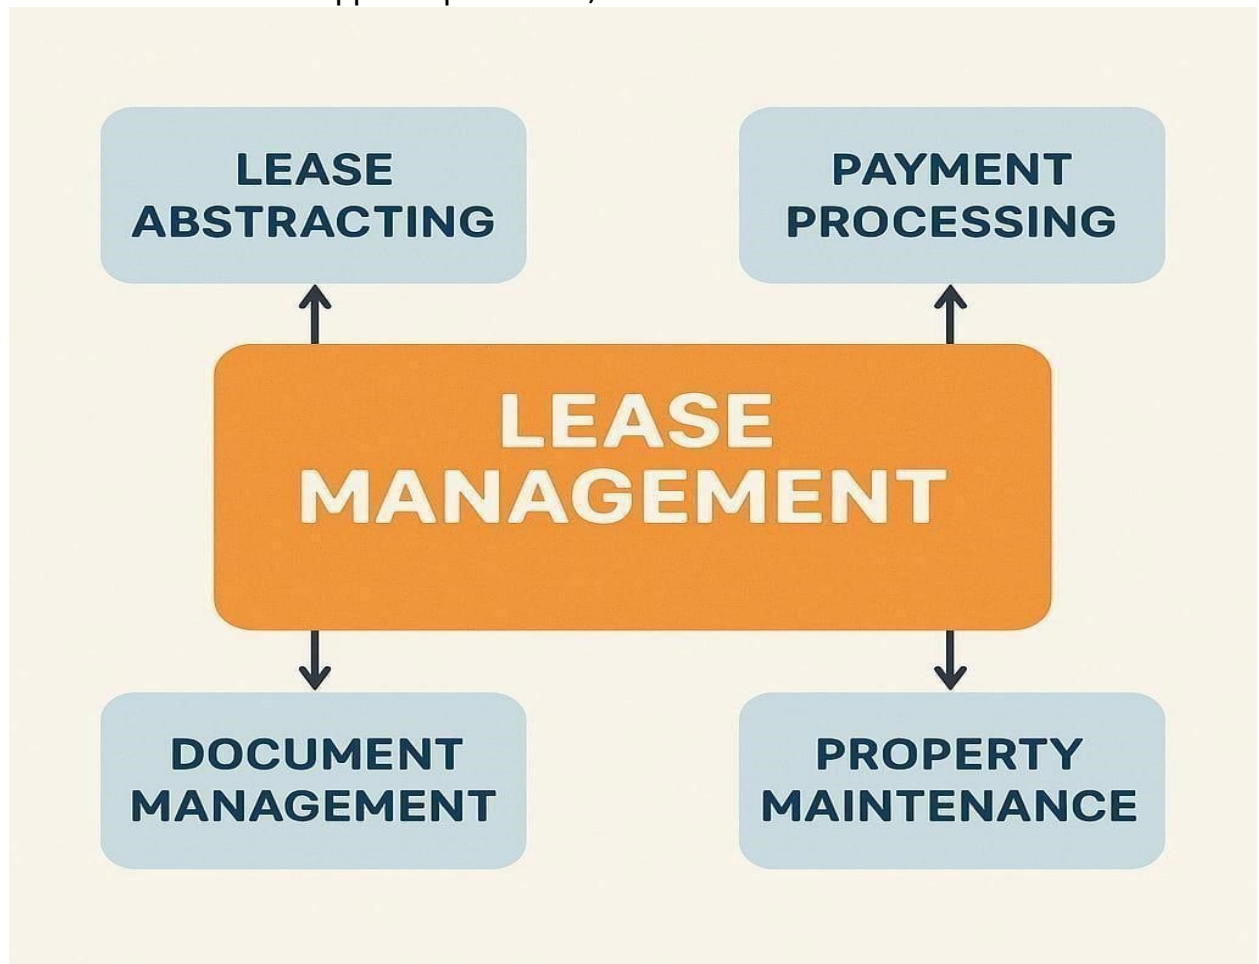 LEASE
ABSTRACTING
PAYMENT
PROCESSING
LEASE
MANAGEMENT
DOCUMENT
MANAGEMENT
PROPERTY
MAINTENANCE